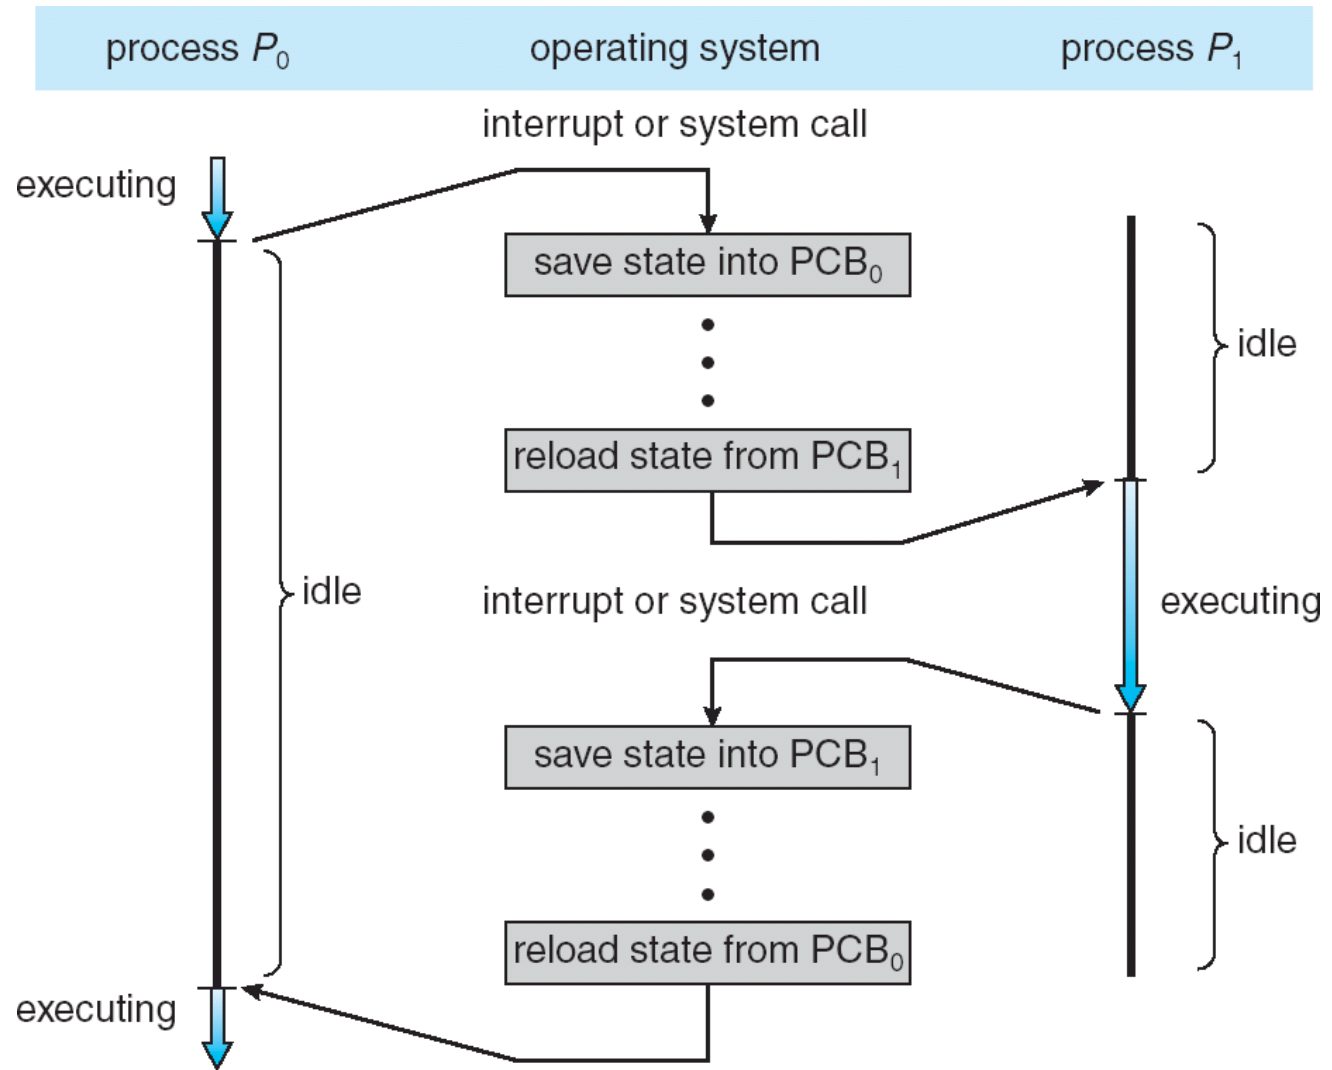 process P₀
operating system
process P₁
interrupt or system call
executing
save state into PCB₀
idle
reload state from PCB₁
idle
interrupt or system call
executing
save state into PCB₁
idle
reload state from PCB₀
executing